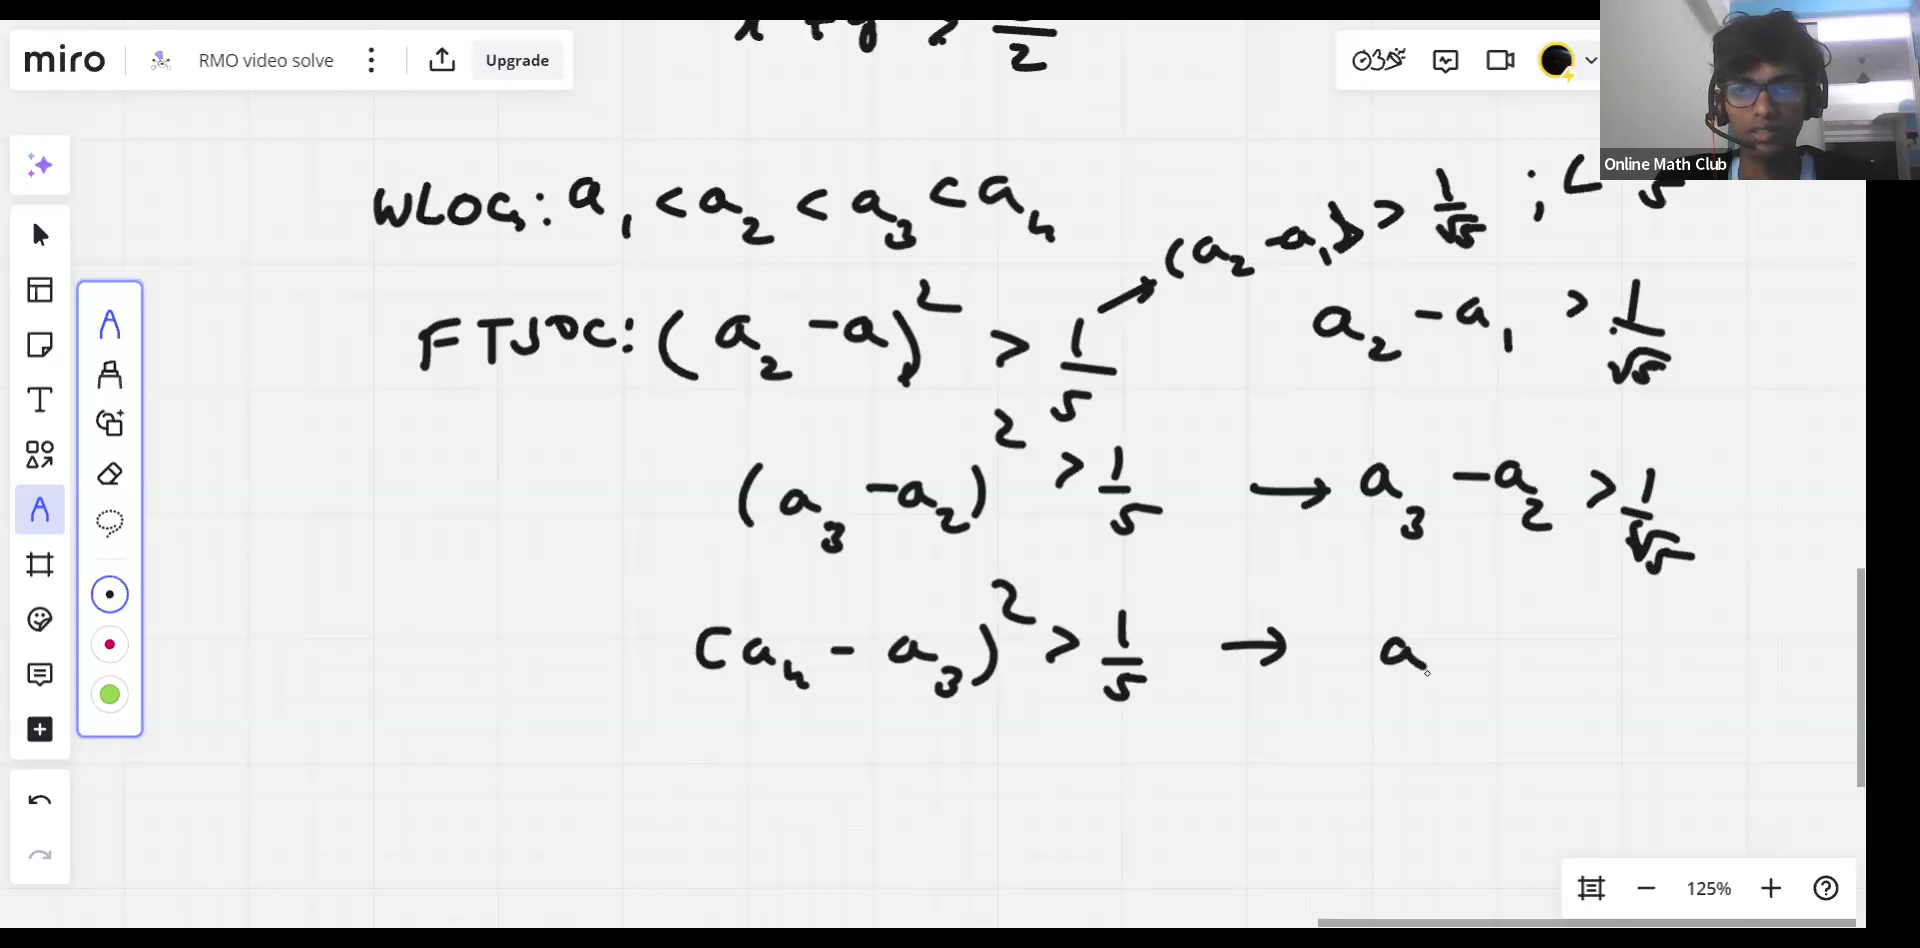 x + y > 1/2
miro
RMO video solve
Upgrade
Online Math Club
WLOG: a₁ < a₂ < a₃ < a₄
(a₂ - a₁) > 1/√5 ; <
FTSOC: (a₂ - a₁)² > 1/5
a₂ - a₁ > 1/√5
(a₃ - a₂)² > 1/5 → a₃ - a₂ > 1/√5
(a₄ - a₃)² > 1/5 → a
125%